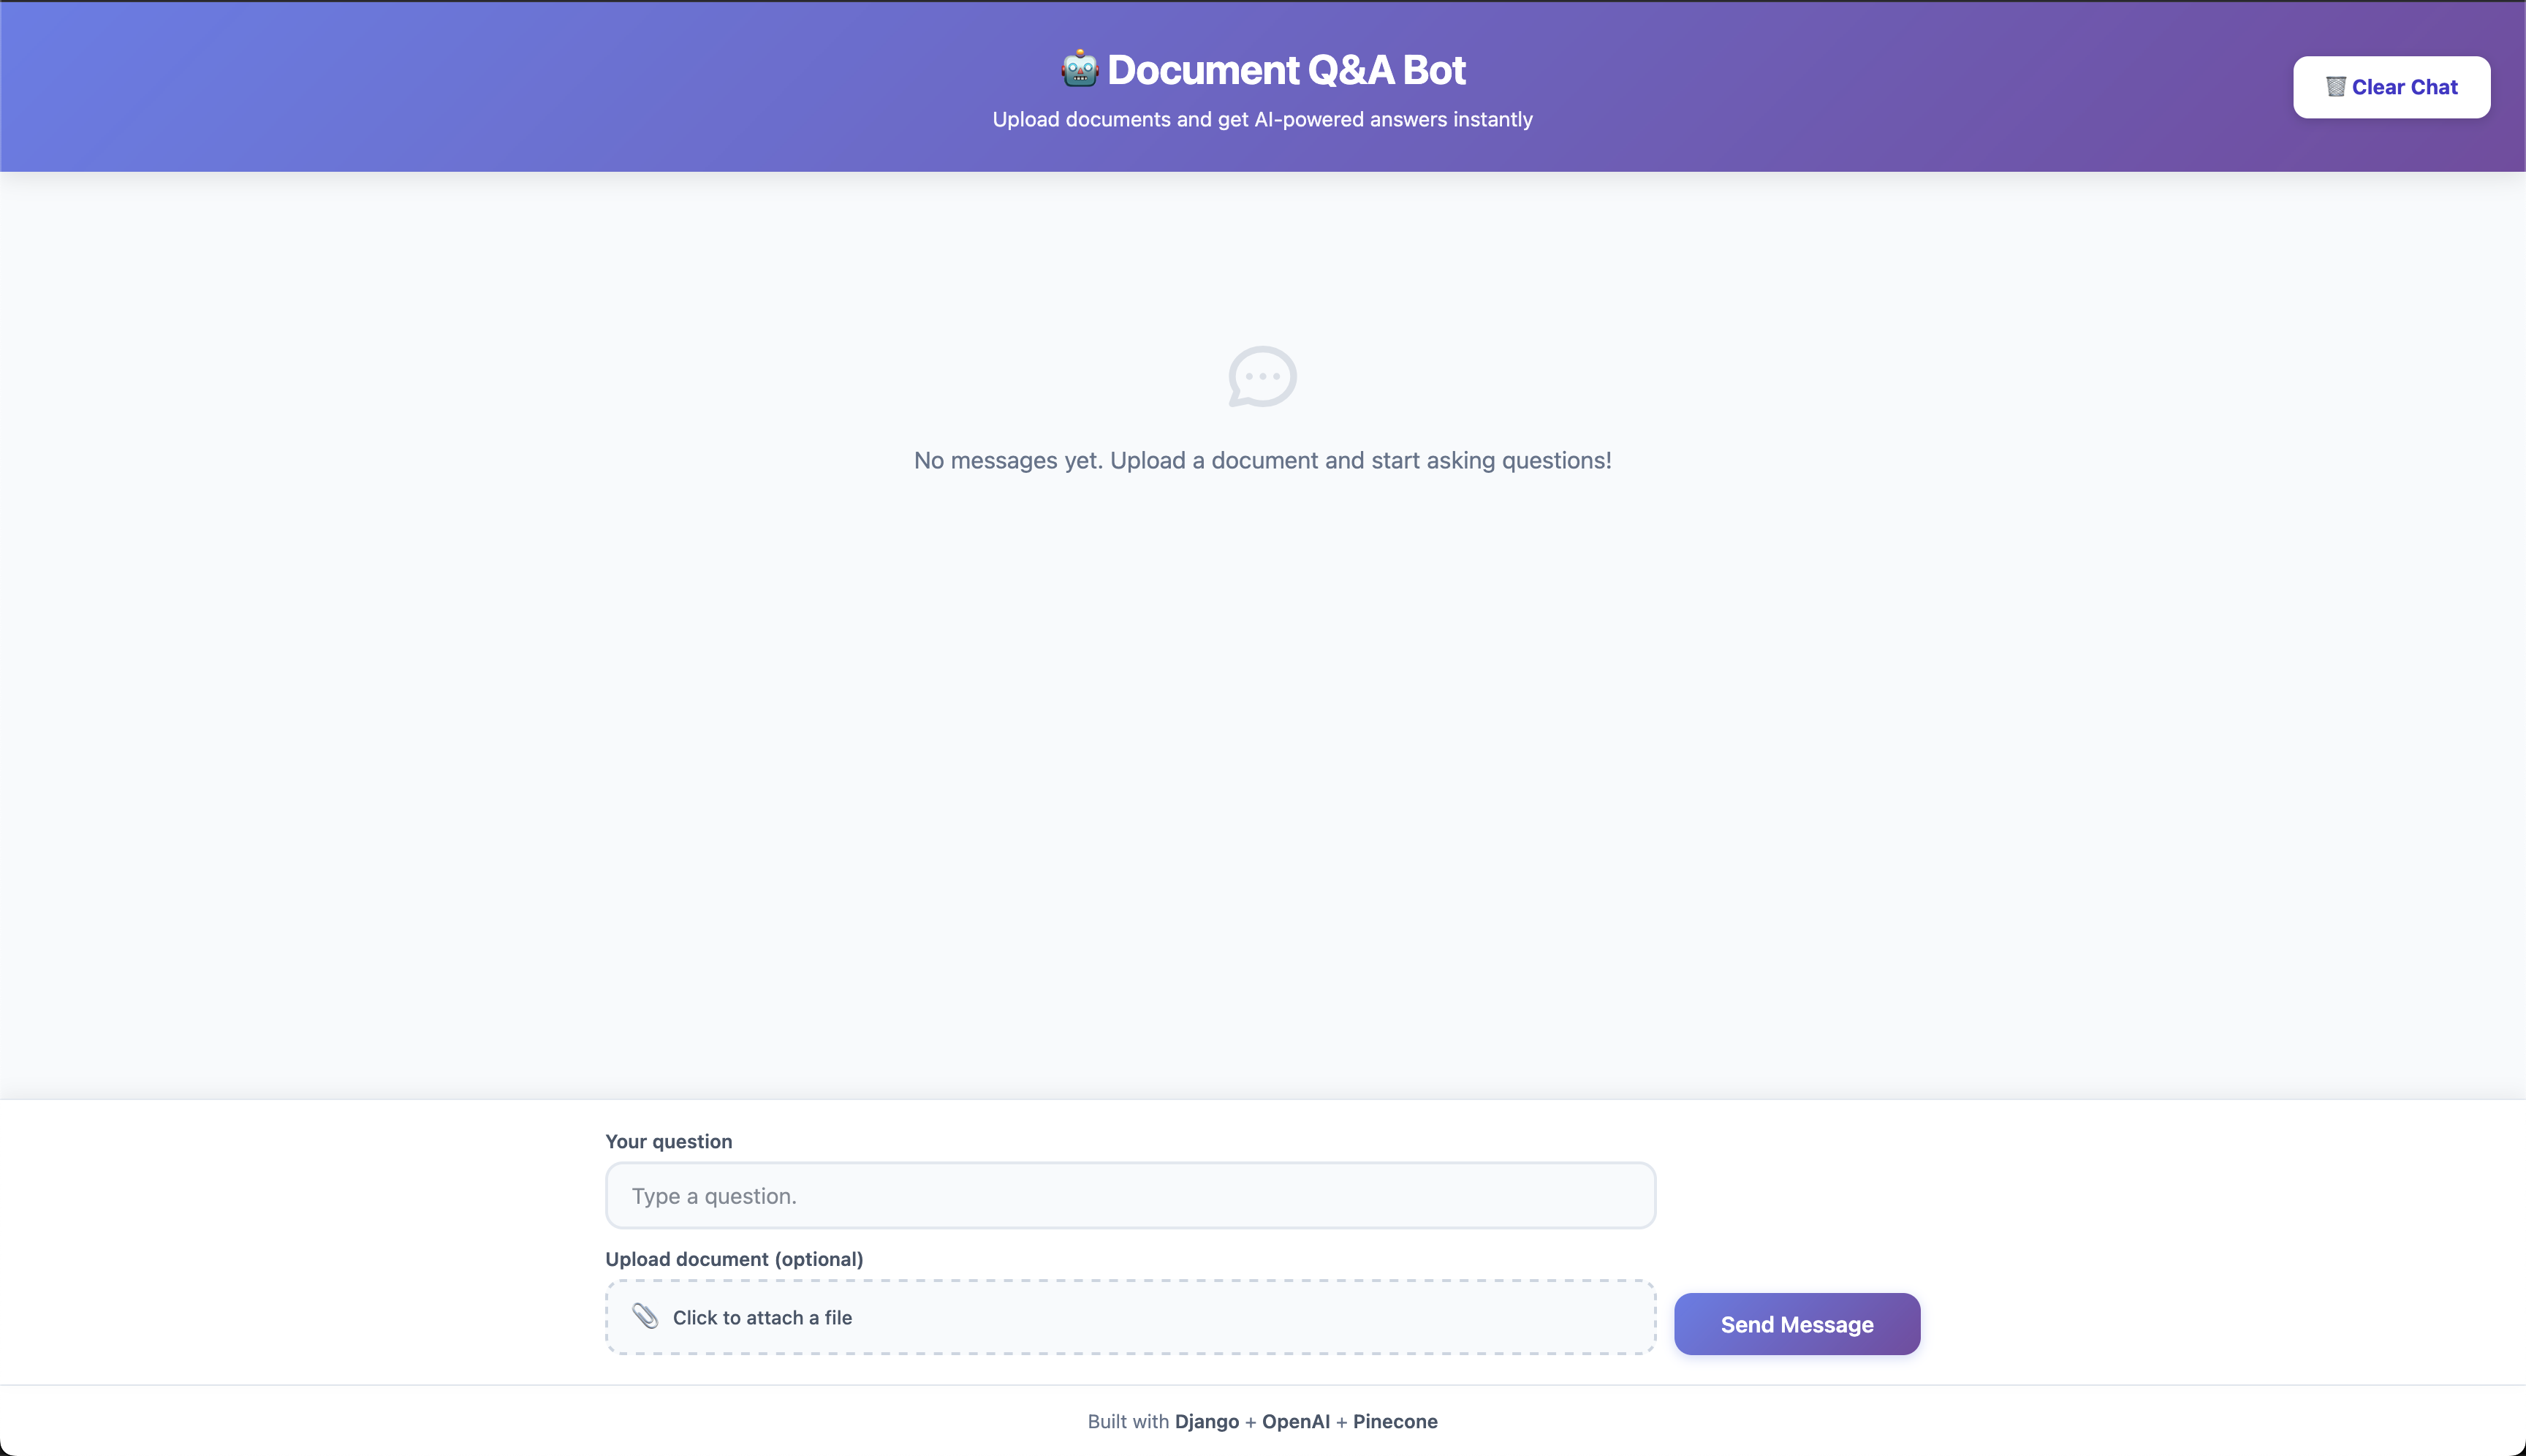 Document Q&A Bot
Upload documents and get AI-powered answers instantly
Clear Chat
No messages yet. Upload a document and start asking questions!
Your question
Type a question.
Upload document (optional)
Click to attach a file
Send Message
Built with Django + OpenAI + Pinecone